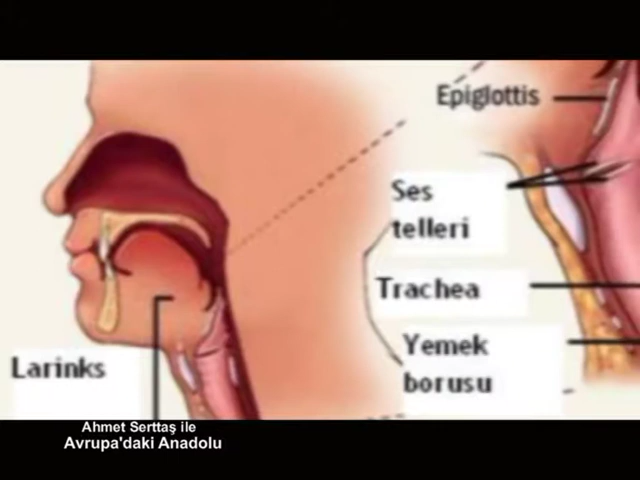 Epiglottis
Ses
telleri
Trachea
Yemek
borusu
Larinks
Ahmet Serttaş ile
Avrupa'daki Anadolu